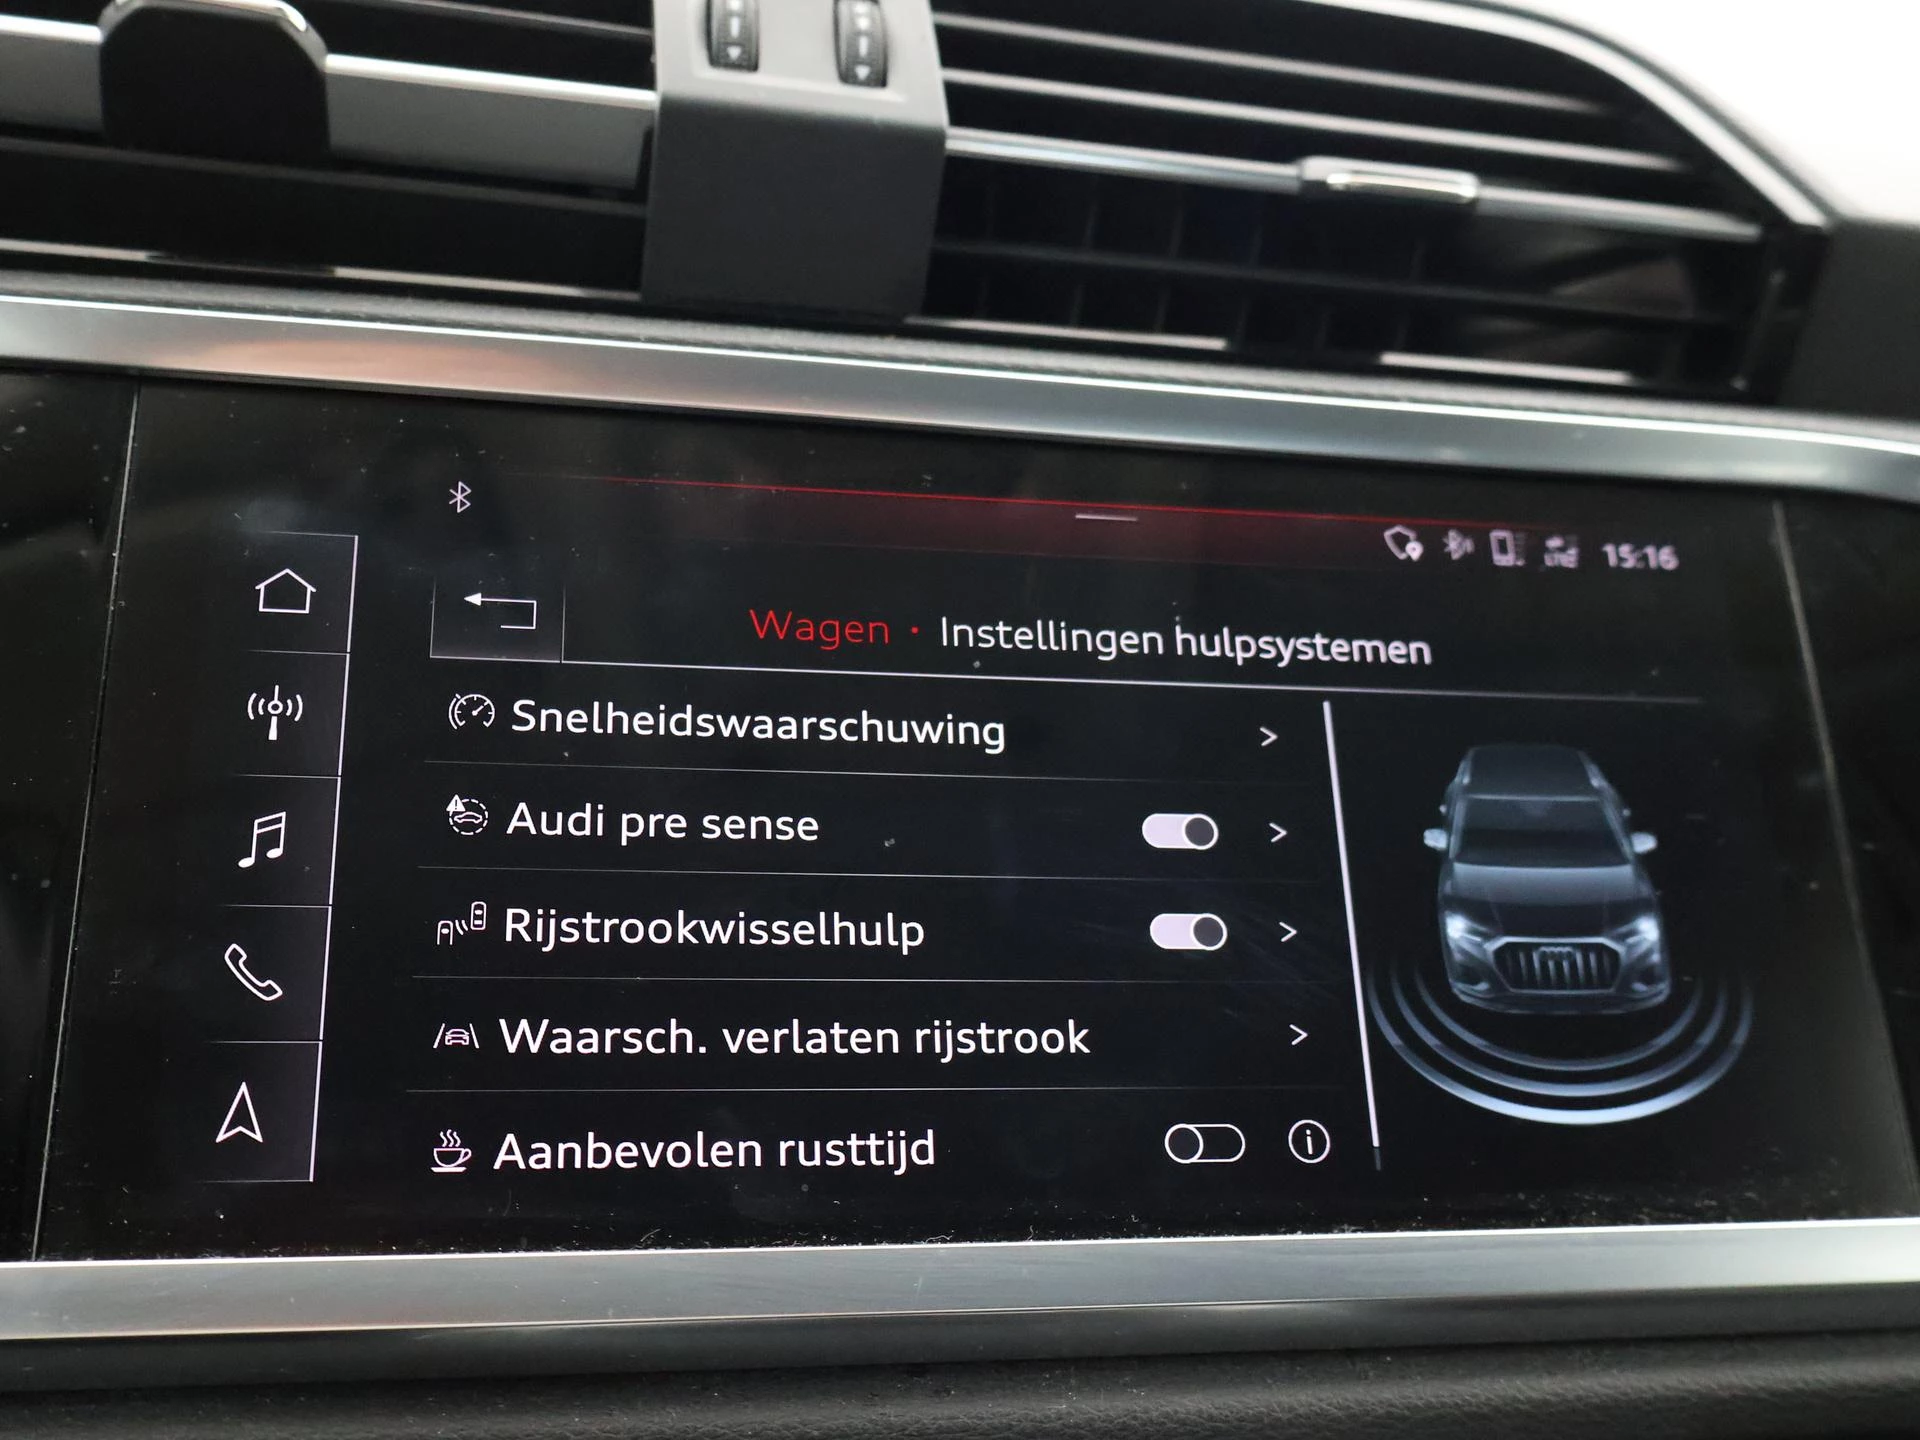 15:16
Wagen · Instellingen hulpsystemen
Snelheidswaarschuwing
Audi pre sense
Rijstrookwisselhulp
Waarsch. verlaten rijstrook
Aanbevolen rusttijd